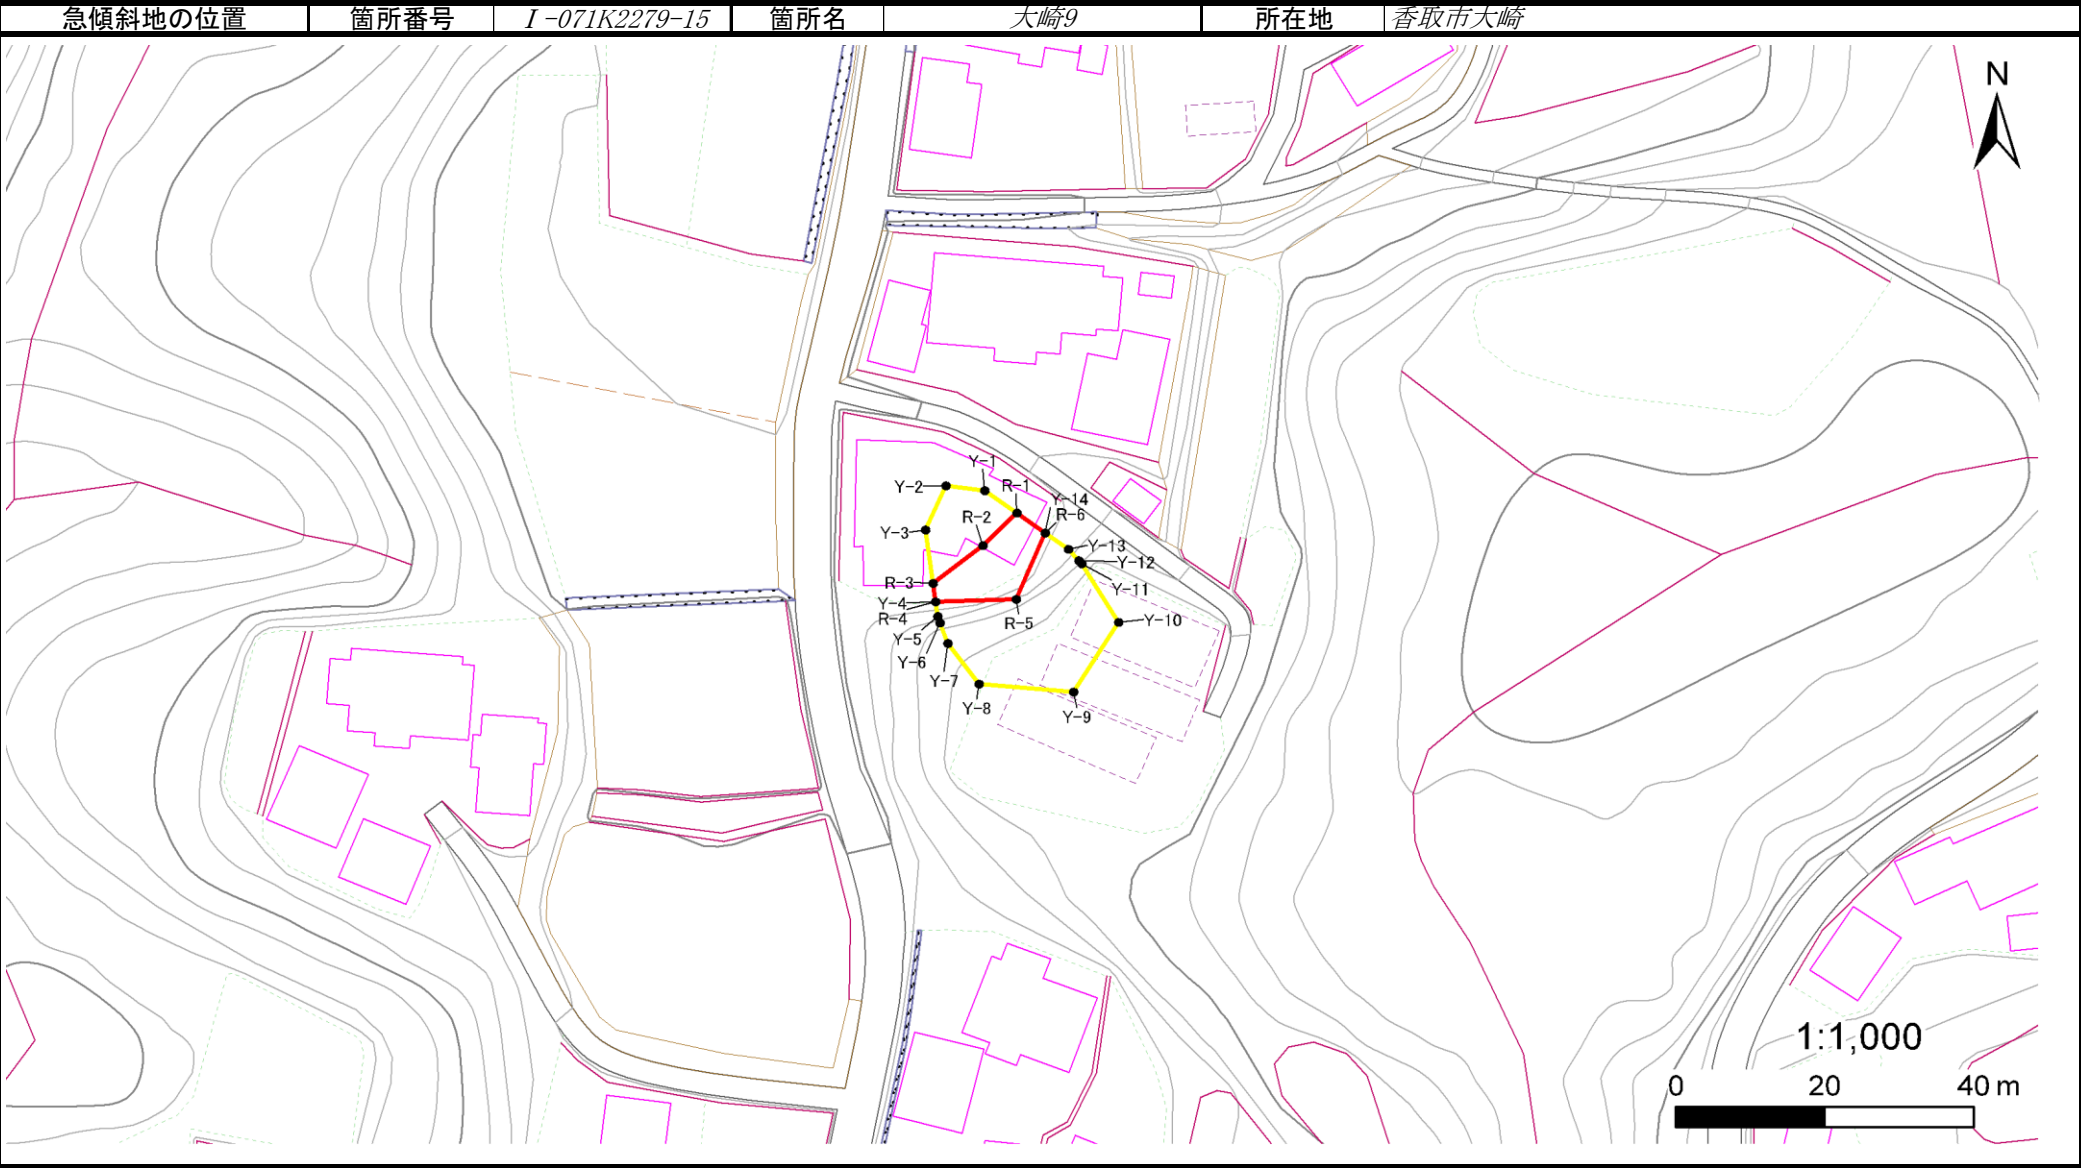 急傾斜地の位置 箇所番号 Ⅰ-071K2279-15 箇所名 大崎9 所在地 香取市大崎
N
Y-1
Y-2
R-1
Y-14
R-2
R-6
Y-3
Y-13
Y-12
R-3
Y-11
Y-4
R-4
R-5
Y-10
Y-5
Y-6
Y-7
Y-8
Y-9
1:1,000
0 20 40 m